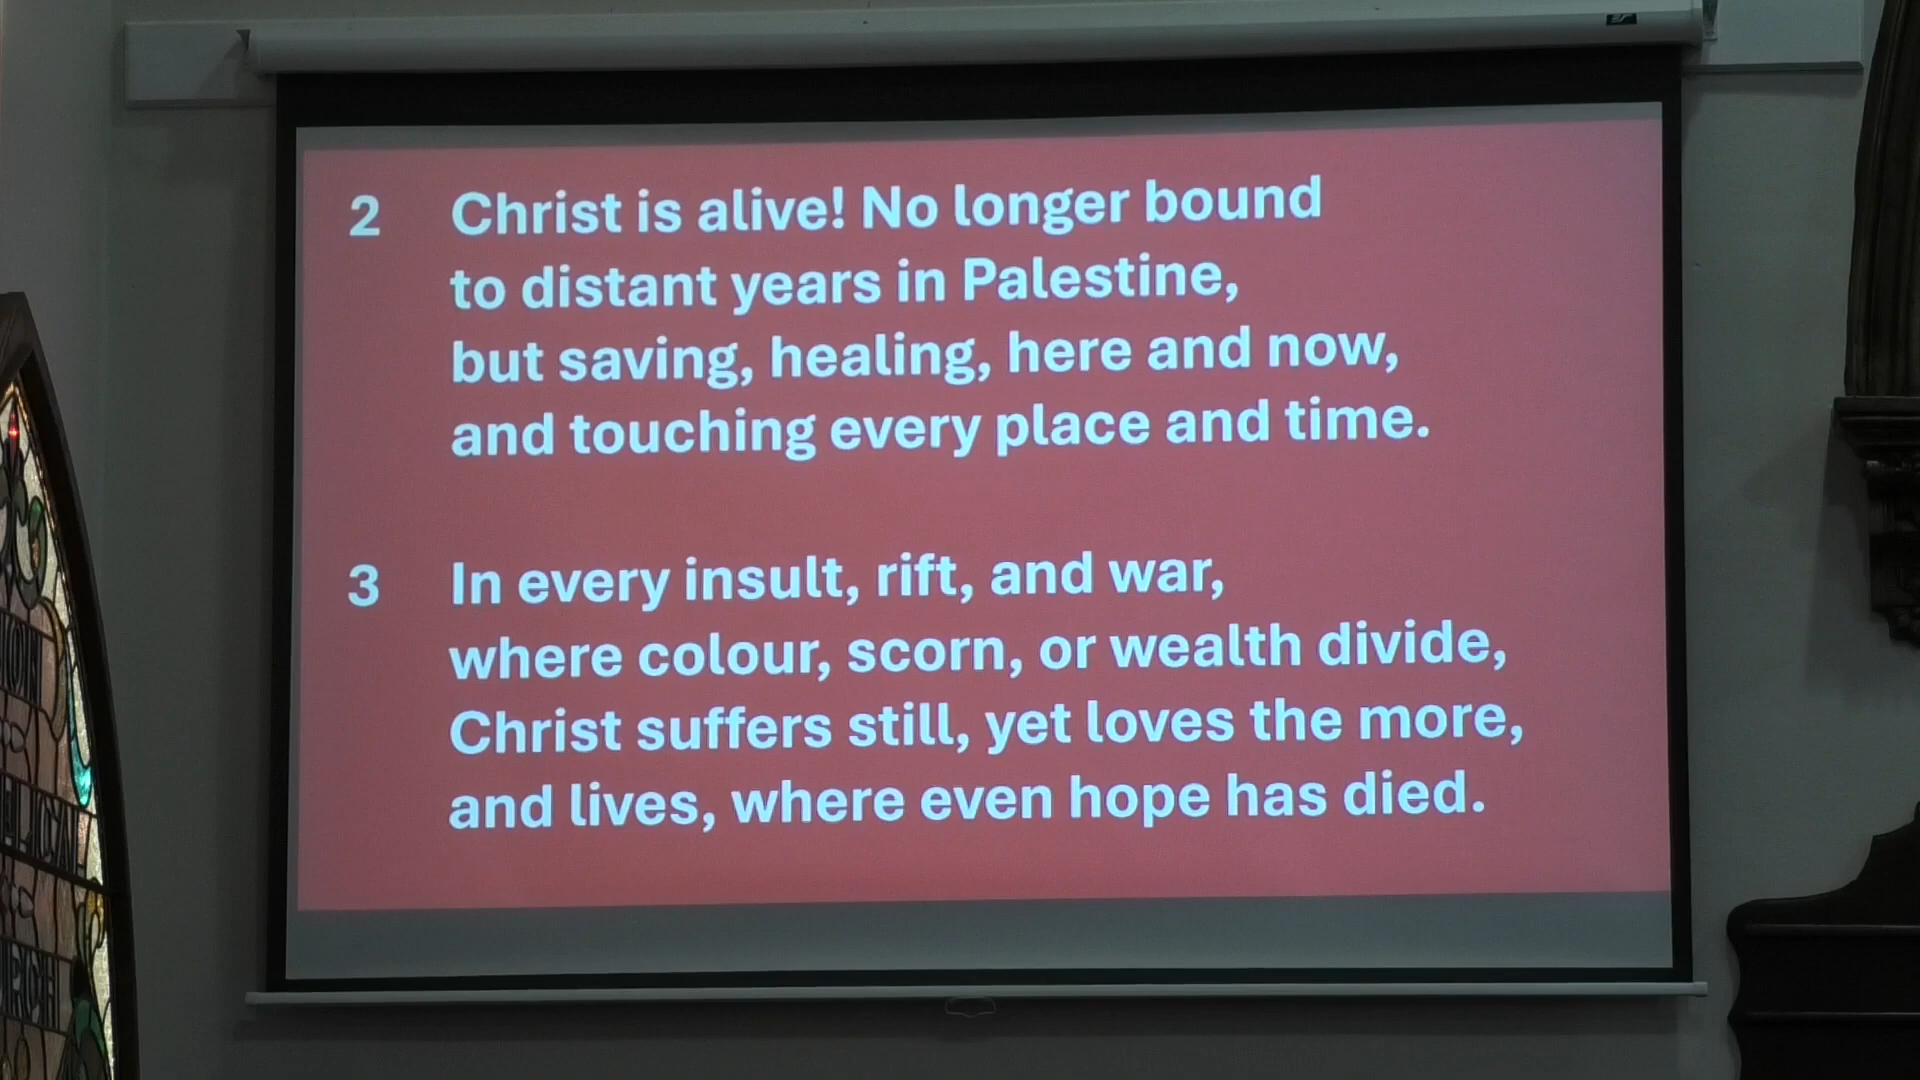 2 Christ is alive! No longer bound
to distant years in Palestine,
but saving, healing, here and now,
and touching every place and time.
3 In every insult, rift, and war,
where colour, scorn, or wealth divide,
Christ suffers still, yet loves the more,
and lives, where even hope has died.